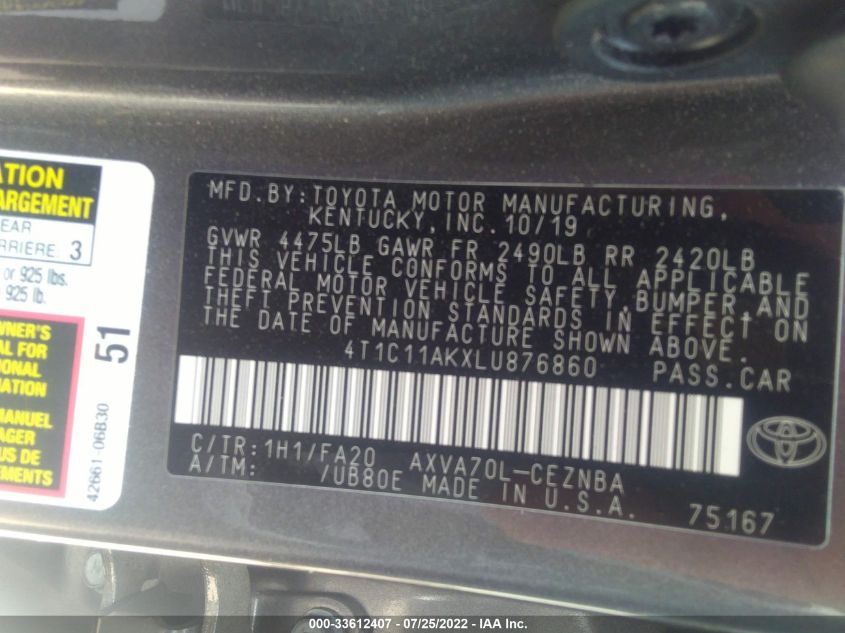 ATION
ARGEMENT
EAR
RRIERE 3
or 925 lbs.
925 lb.
WNER'S
AL FOR
IONAL
MATION
MANUEL
AGER
US DE
EMENTS
51
42661-06B30
MFD.BY:TOYOTA MOTOR MANUFACTURING,
KENTUCKY,INC.10/19
GVWR 4475LB GAWR FR 2490LB RR 2420LB
THIS VEHICLE CONFORMS TO ALL APPLICABLE
FEDERAL MOTOR VEHICLE SAFETY,BUMPER,AND
THEFT PREVENTION STANDARDS IN EFFECT ON
THE DATE OF MANUFACTURE SHOWN ABOVE.
4T1C11AKXLU876860 PASS.CAR
C/TR:1H1/FA20 AXVA70L-CEZNBA
A/TM: /UB80E MADE IN U.S.A.
75167
000-33612407 - 07/25/2022 - IAA Inc.